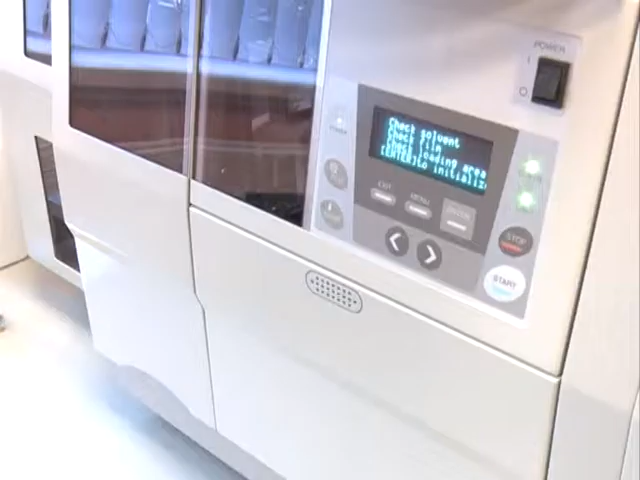 POWER
I
O
Check solvent
Check film
Check loading area
[ENTER]to initializ
EXIT
MENU
ENTER
STOP
START